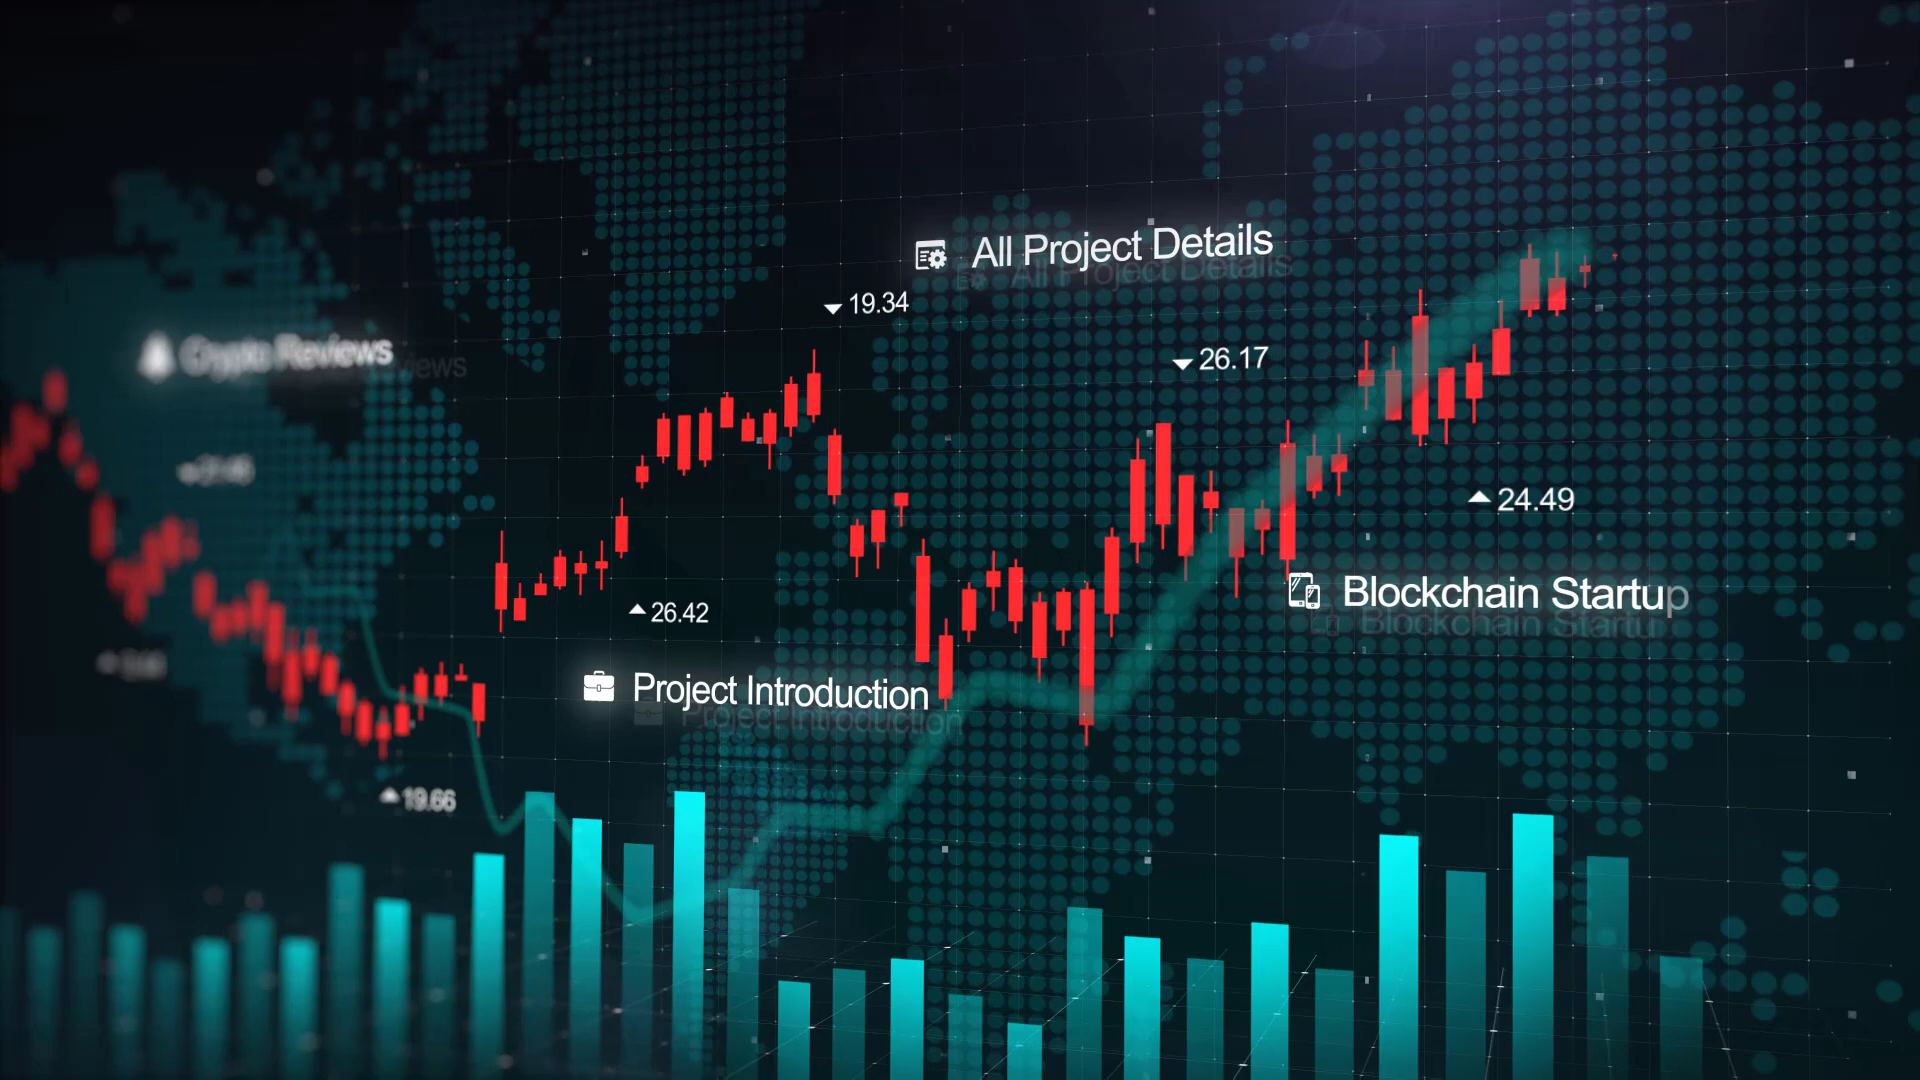 All Project Details
19.34
Crypto Reviews
26.17
24.49
Blockchain Startup
26.42
Project Introduction
19.66